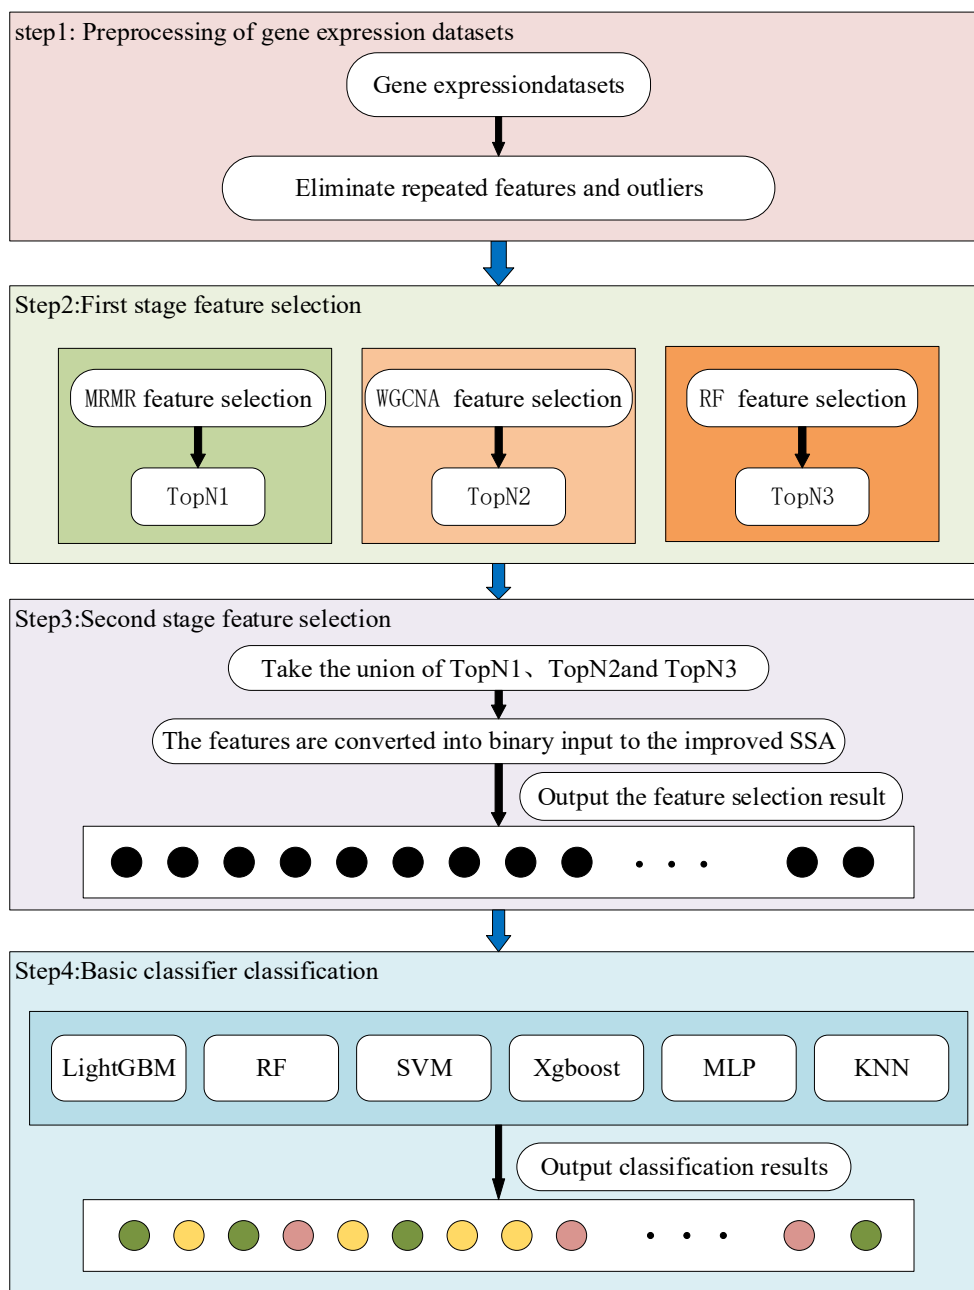 step1: Preprocessing of gene expression datasets
Gene expressiondatasets
Eliminate repeated features and outliers
Step2:First stage feature selection
MRMR feature selection
WGCNA feature selection
RF feature selection
TopN1
TopN2
TopN3
Step3:Second stage feature selection
Take the union of TopN1、TopN2and TopN3
The features are converted into binary input to the improved SSA
Output the feature selection result
. . .
Step4:Basic classifier classification
LightGBM
RF
SVM
Xgboost
MLP
KNN
Output classification results
. . .